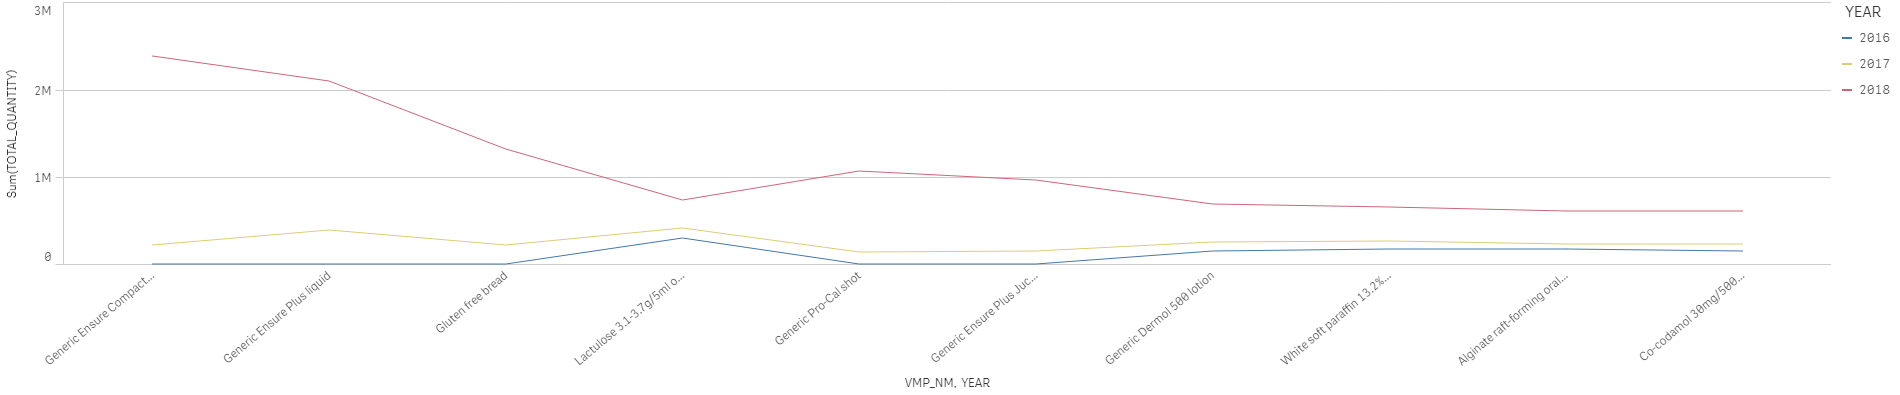 3M
2M
1M
0
Sum(TOTAL_QUANTITY)
Generic Ensure Compact...
Generic Ensure Plus liquid
Gluten free bread
Lactulose 3.1-3.7g/5ml o...
Generic Pro-Cal shot
Generic Ensure Plus Juc...
Generic Dermol 500 lotion
White soft paraffin 13.2%...
Alginate raft-forming oral...
Co-codamol 30mg/500...
VMP_NM, YEAR
YEAR
2016
2017
2018